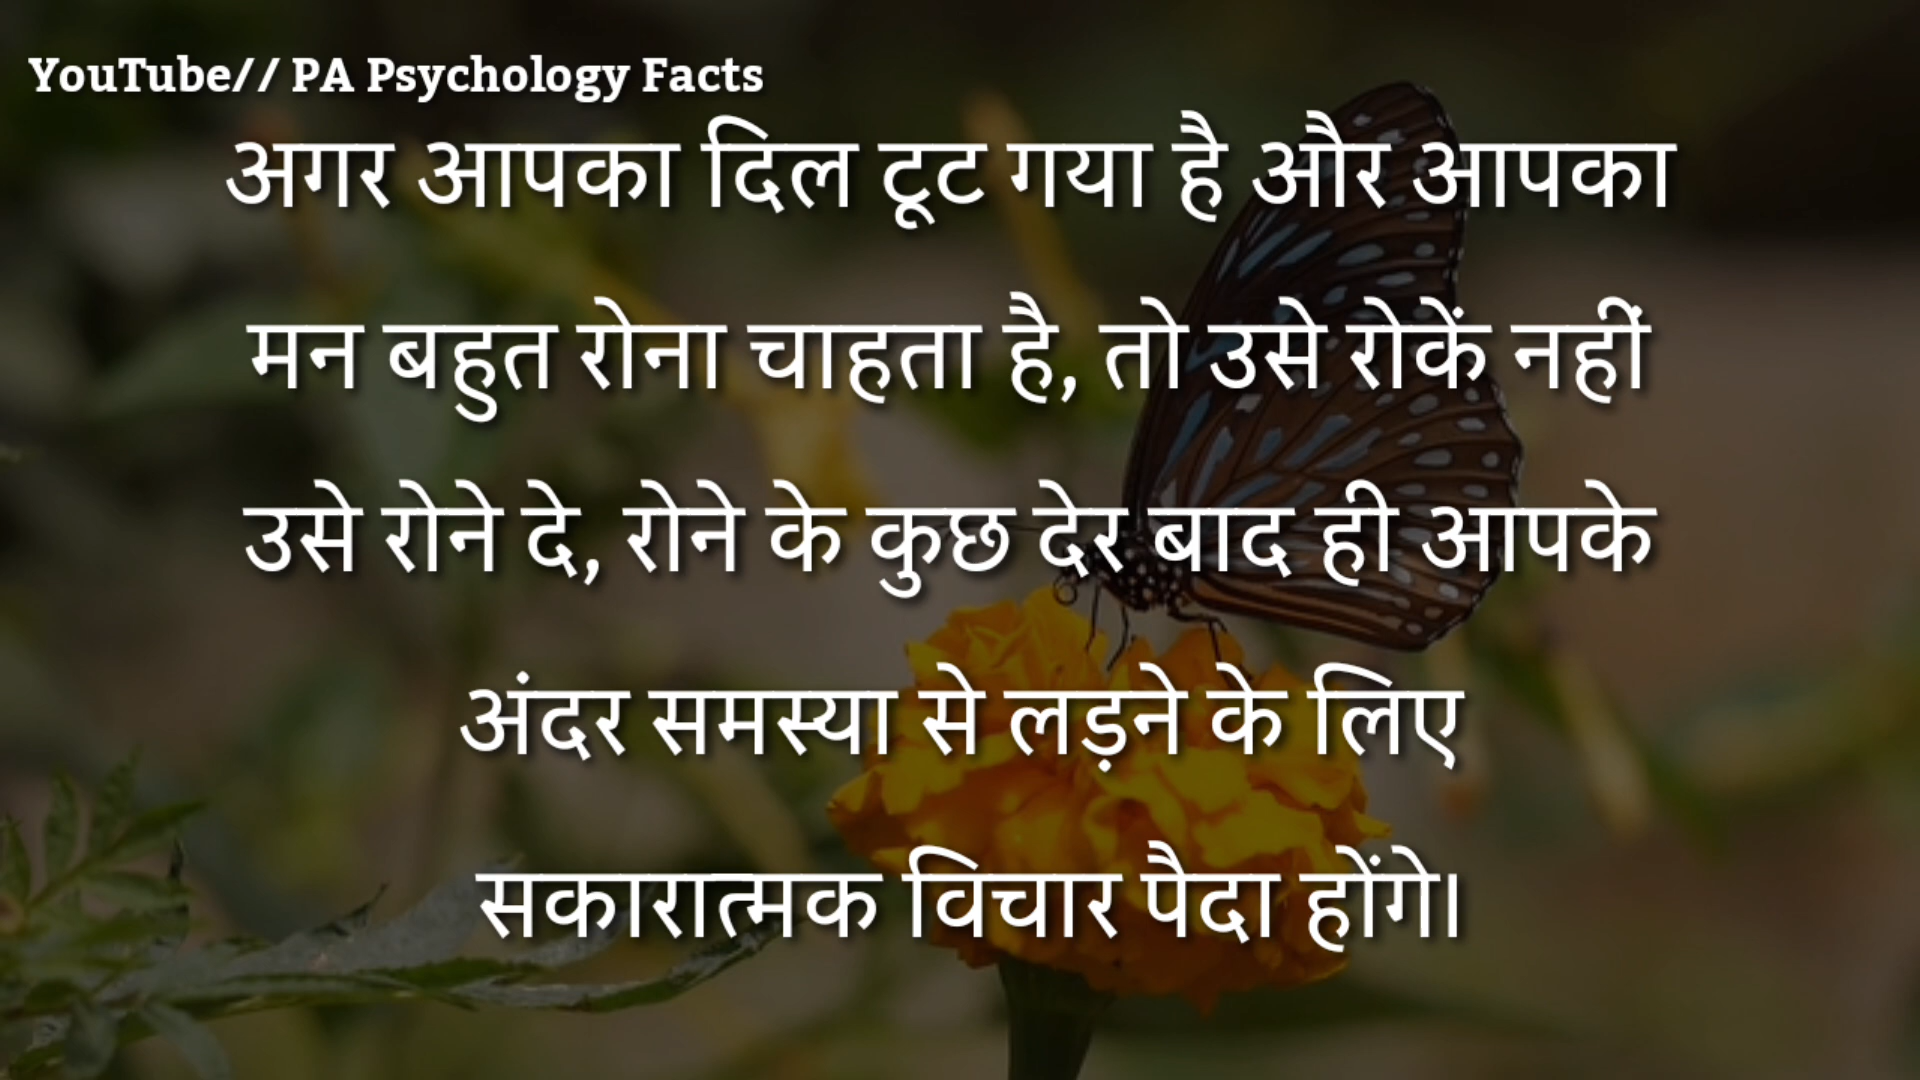 YouTube// PA Psychology Facts
अगर आपका दिल टूट गया है और आपका
मन बहुत रोना चाहता है, तो उसे रोकें नहीं
उसे रोने दे, रोने के कुछ देर बाद ही आपके
अंदर समस्या से लड़ने के लिए
सकारात्मक विचार पैदा होंगे।